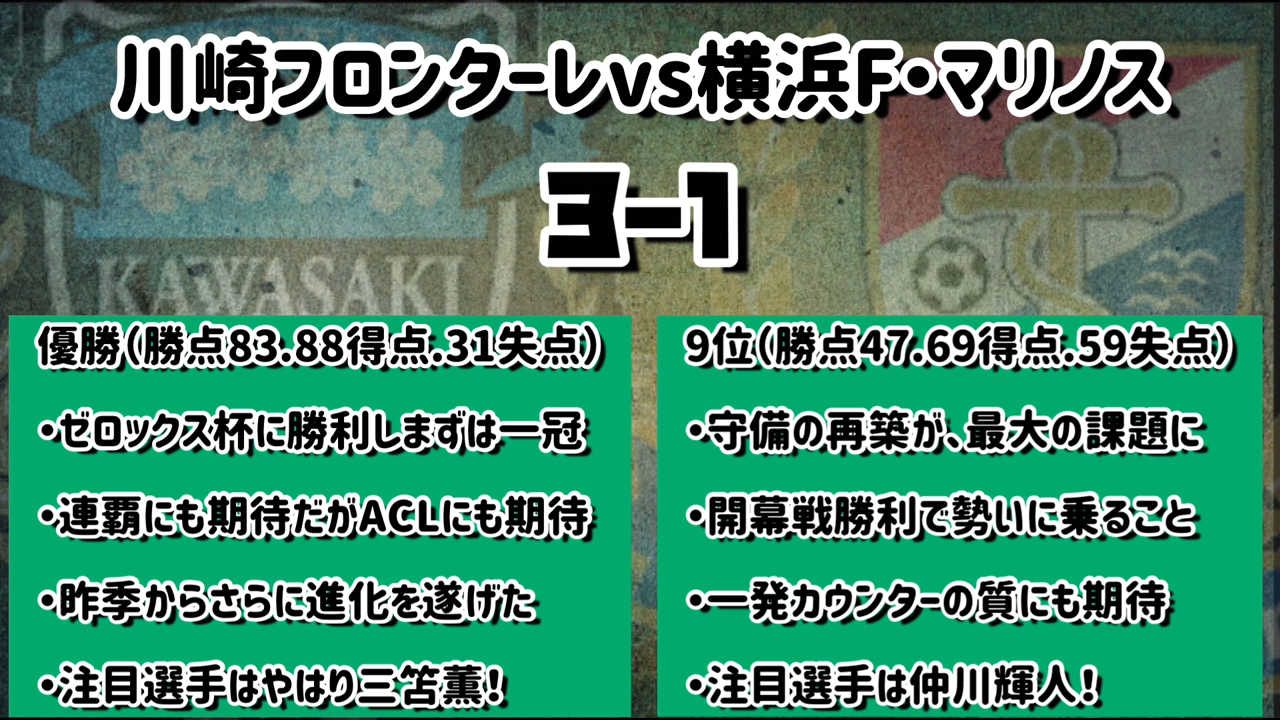 川崎フロンターレvs横浜F・マリノス
3-1
KAWASAKI
優勝(勝点83.88得点.31失点)
・ゼロックス杯に勝利しまずは一冠
・連覇にも期待だがACLにも期待
・昨季からさらに進化を遂げた
・注目選手はやはり三笘薫!
9位(勝点47.69得点.59失点)
・守備の再築が、最大の課題に
・開幕戦勝利で勢いに乗ること
・一発カウンターの質にも期待
・注目選手は仲川輝人!